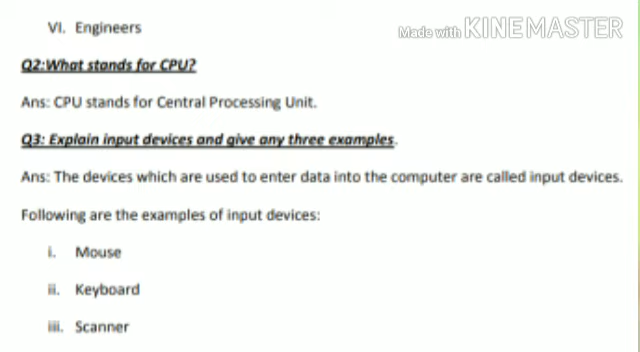 VI. Engineers
Made with KINEMASTER
Q2:What stands for CPU?
Ans: CPU stands for Central Processing Unit.
Q3: Explain input devices and give any three examples.
Ans: The devices which are used to enter data into the computer are called input devices.
Following are the examples of input devices:
i. Mouse
ii. Keyboard
iii. Scanner